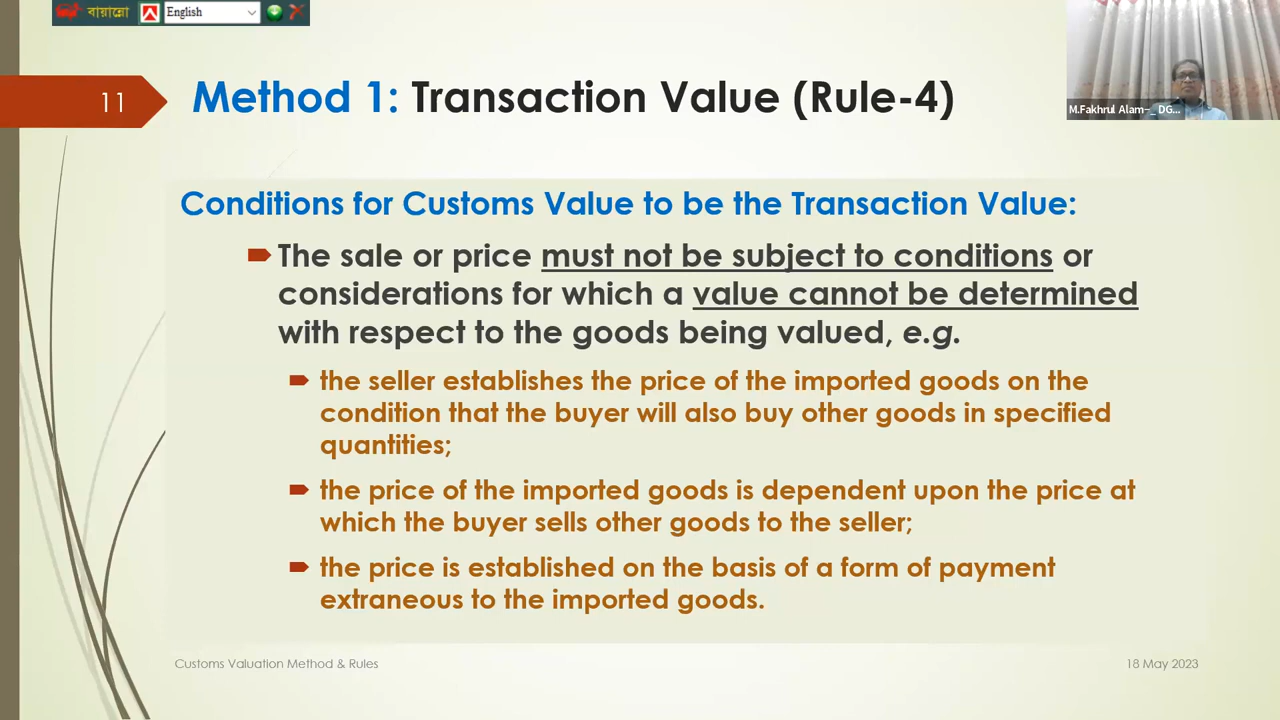 বায়ান্নো English
11
Method 1: Transaction Value (Rule-4)
M.Fakhrul Alam–_ DG...
Conditions for Customs Value to be the Transaction Value:
The sale or price must not be subject to conditions or
considerations for which a value cannot be determined
with respect to the goods being valued, e.g.
the seller establishes the price of the imported goods on the
condition that the buyer will also buy other goods in specified
quantities;
the price of the imported goods is dependent upon the price at
which the buyer sells other goods to the seller;
the price is established on the basis of a form of payment
extraneous to the imported goods.
Customs Valuation Method & Rules
18 May 2023